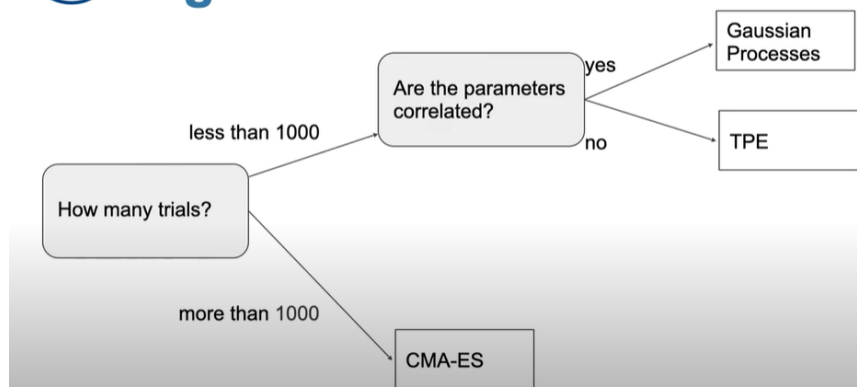 Gaussian
Processes
yes
Are the parameters
correlated?
less than 1000
no
TPE
How many trials?
more than 1000
CMA-ES